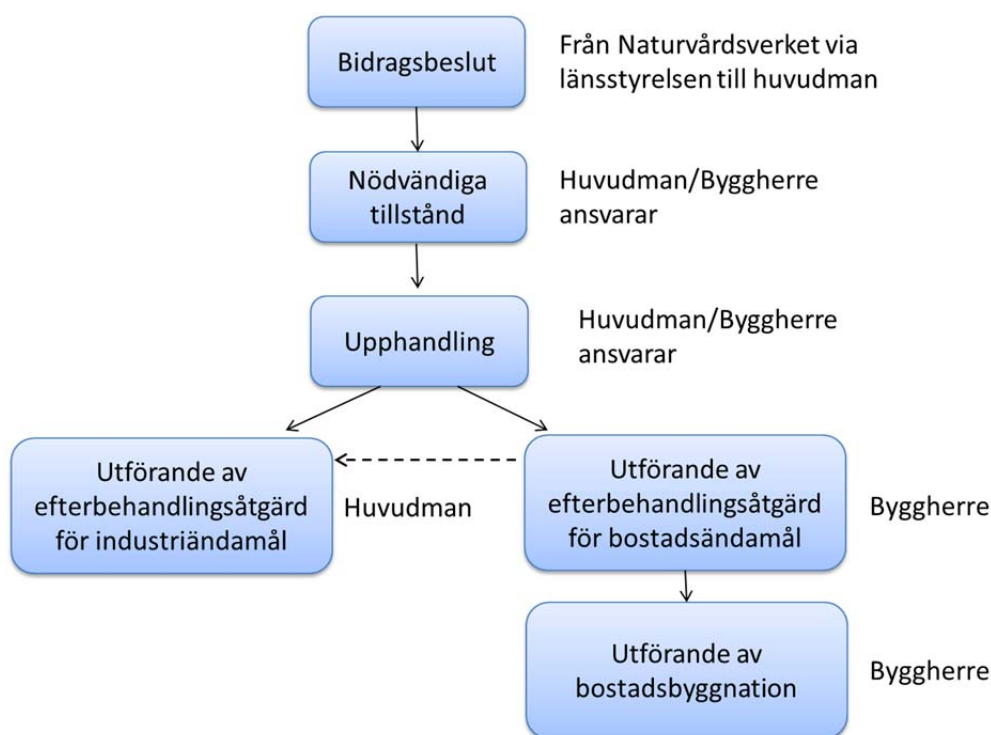 Bidragsbeslut
Från Naturvårdsverket via
länsstyrelsen till huvudman
Nödvändiga
tillstånd
Huvudman/Byggherre
ansvarar
Upphandling
Huvudman/Byggherre
ansvarar
Utförande av
efterbehandlingsåtgärd
för industriändamål
Huvudman
Utförande av
efterbehandlingsåtgärd
för bostadsändamål
Byggherre
Utförande av
bostadsbyggnation
Byggherre